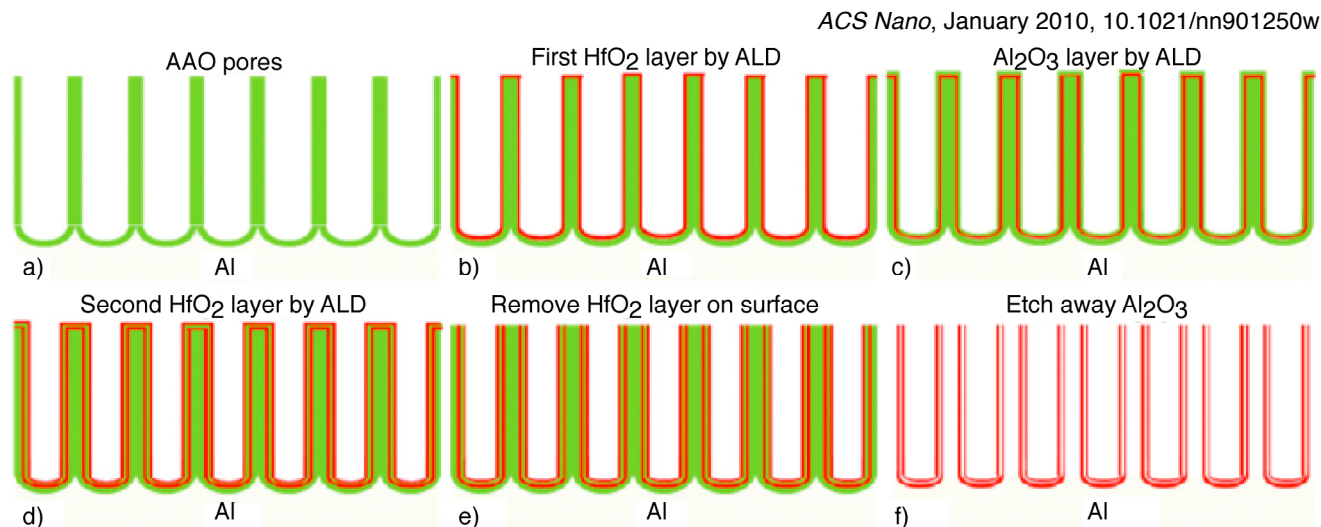 ACS Nano, January 2010, 10.1021/nn901250w
AAO pores
First HfO2 layer by ALD
Al2O3 layer by ALD
a) Al
b) Al
c) Al
Second HfO2 layer by ALD
Remove HfO2 layer on surface
Etch away Al2O3
d) Al
e) Al
f) Al